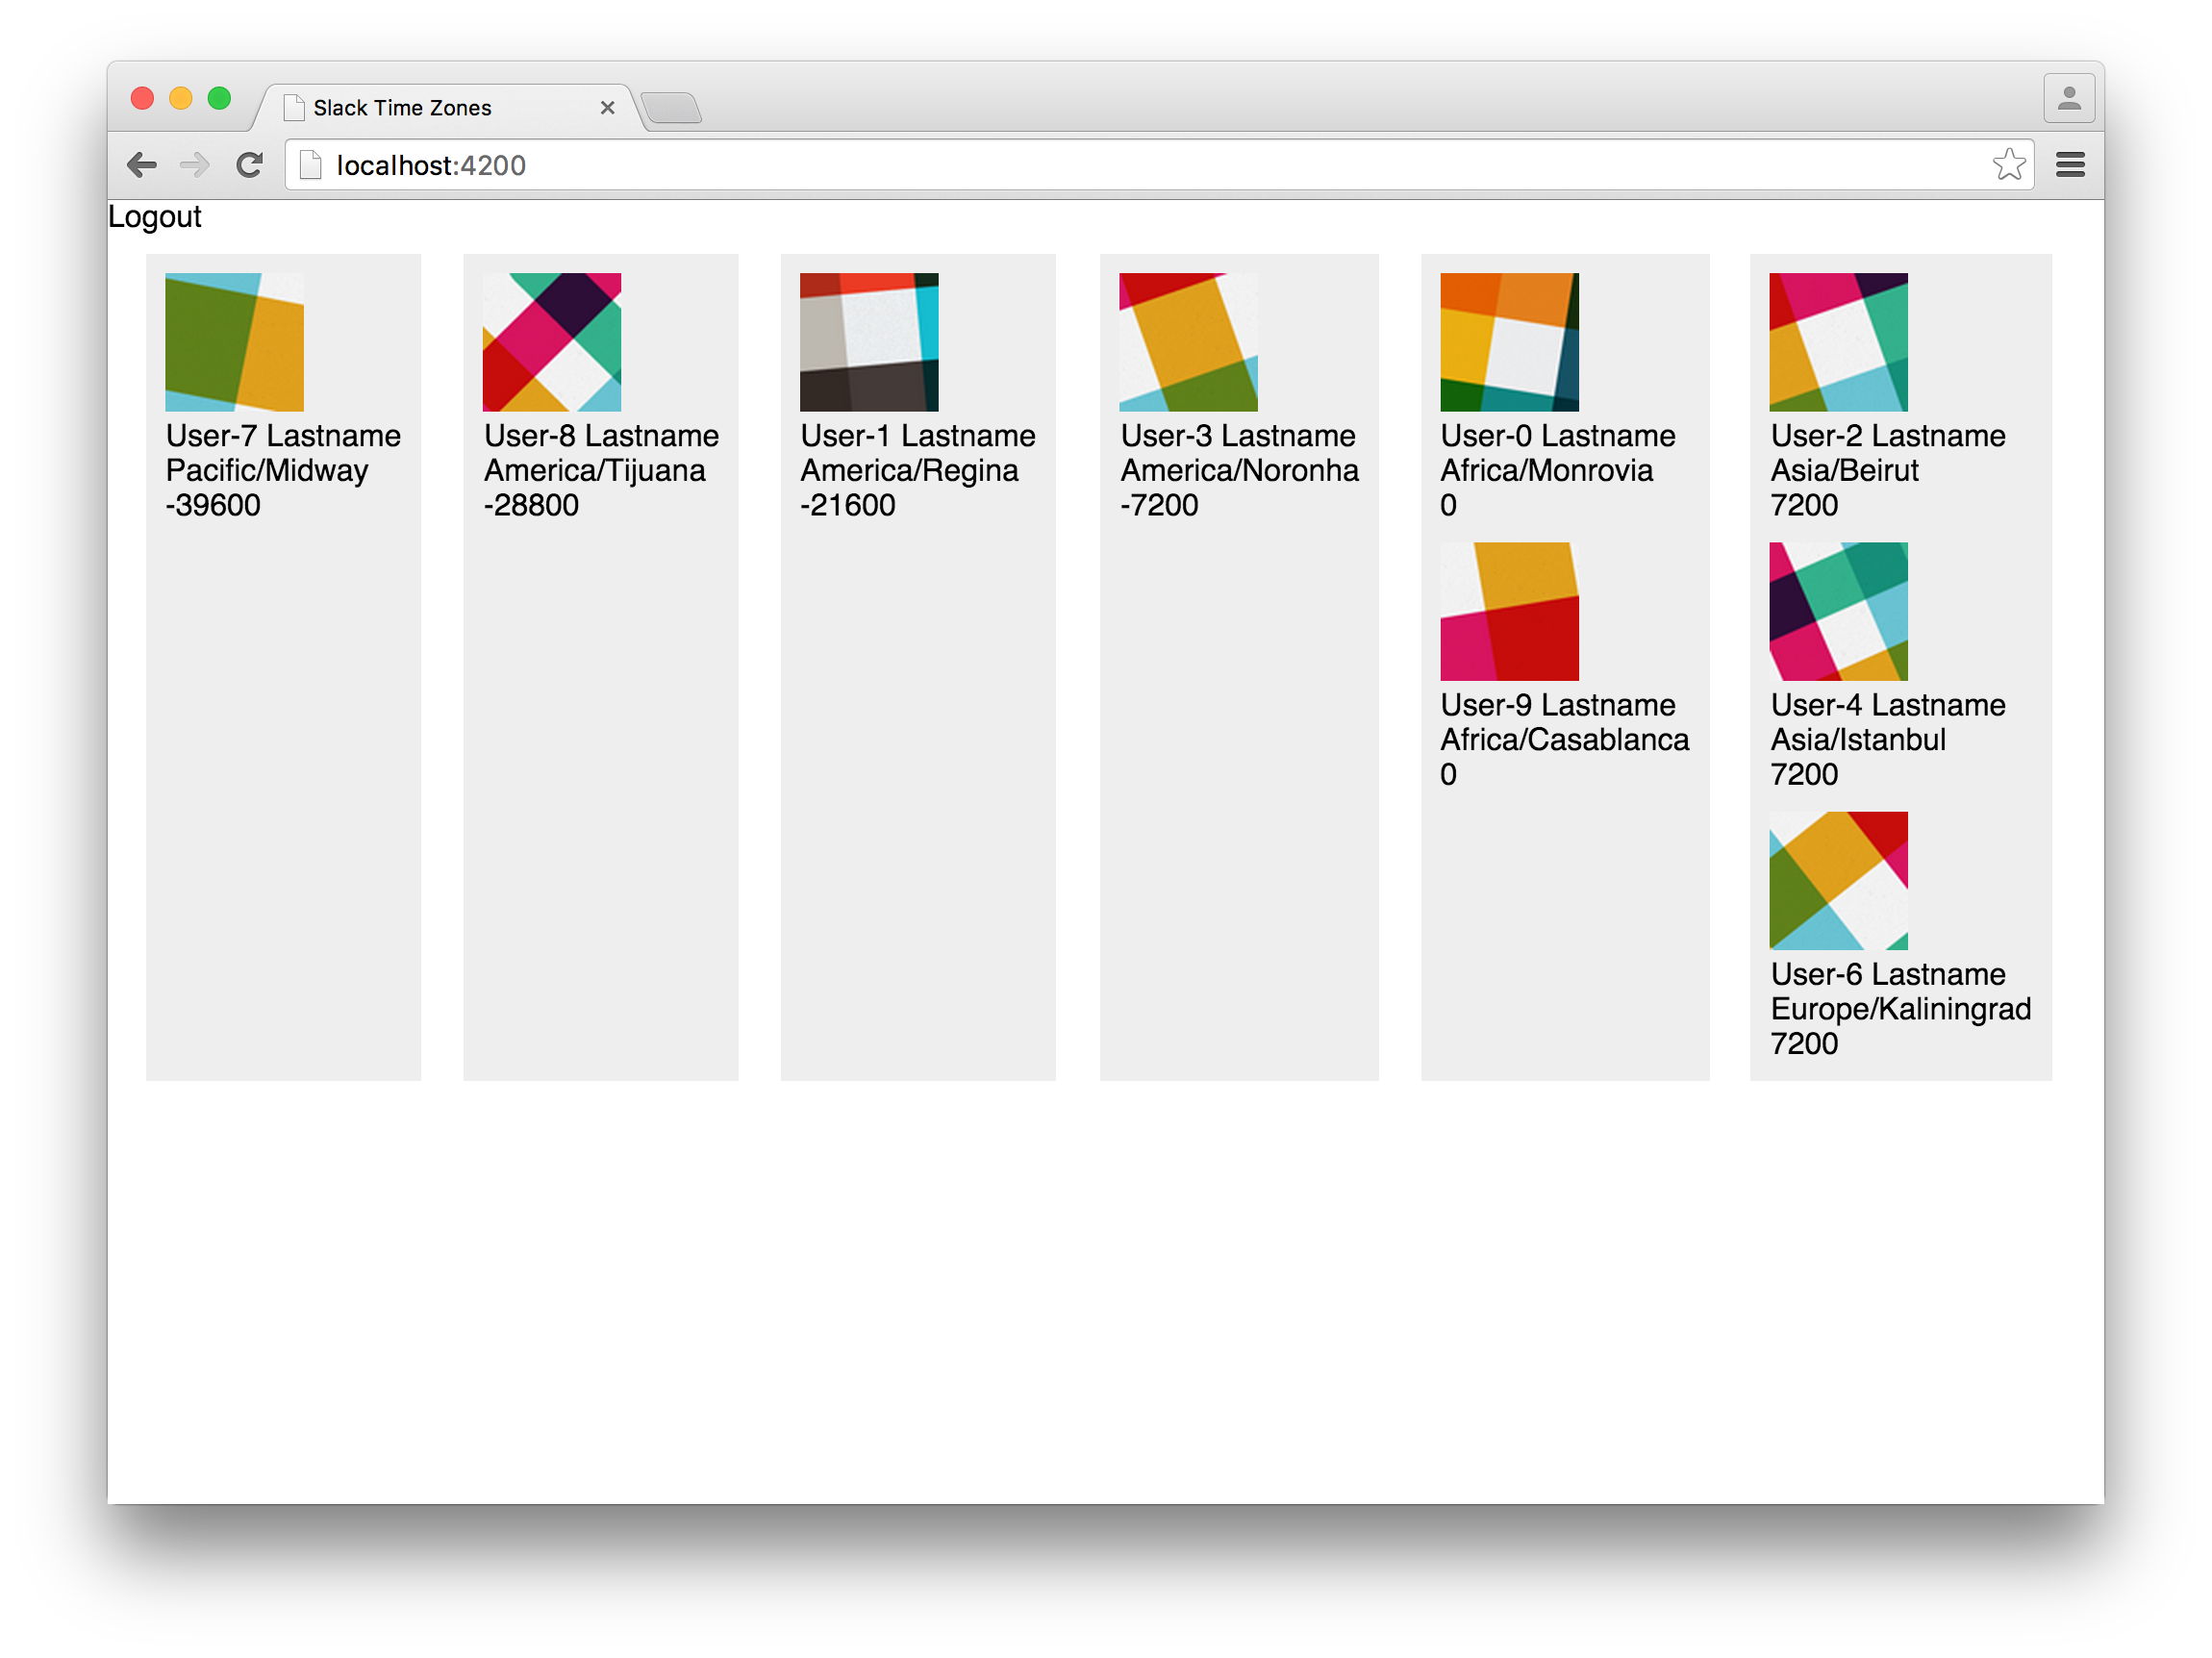 Slack Time Zones
localhost:4200
Logout
User-7 Lastname
Pacific/Midway
-39600
User-8 Lastname
America/Tijuana
-28800
User-1 Lastname
America/Regina
-21600
User-3 Lastname
America/Noronha
-7200
User-0 Lastname
Africa/Monrovia
0
User-9 Lastname
Africa/Casablanca
0
User-2 Lastname
Asia/Beirut
7200
User-4 Lastname
Asia/Istanbul
7200
User-6 Lastname
Europe/Kaliningrad
7200